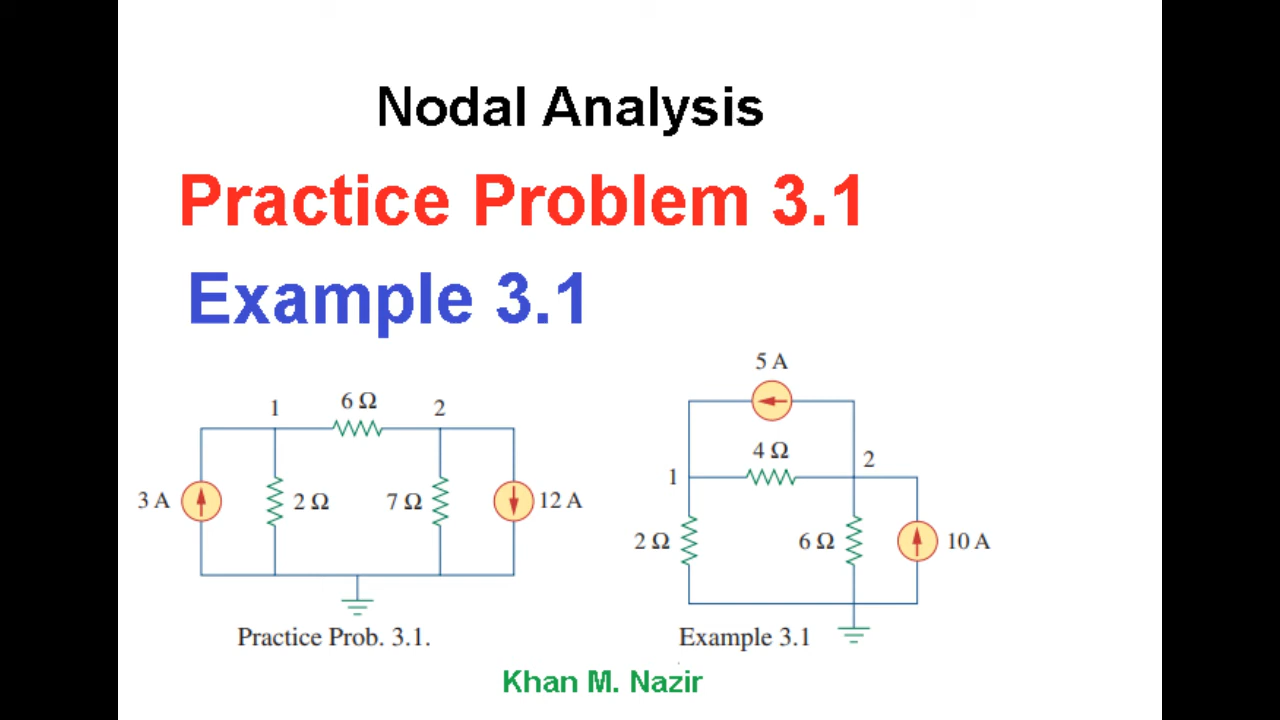 Nodal Analysis
Practice Problem 3.1
Example 3.1
1
6 Ω
2
3 A
2 Ω
7 Ω
12 A
Practice Prob. 3.1.
5 A
4 Ω
1
2
2 Ω
6 Ω
10 A
Example 3.1
Khan M. Nazir